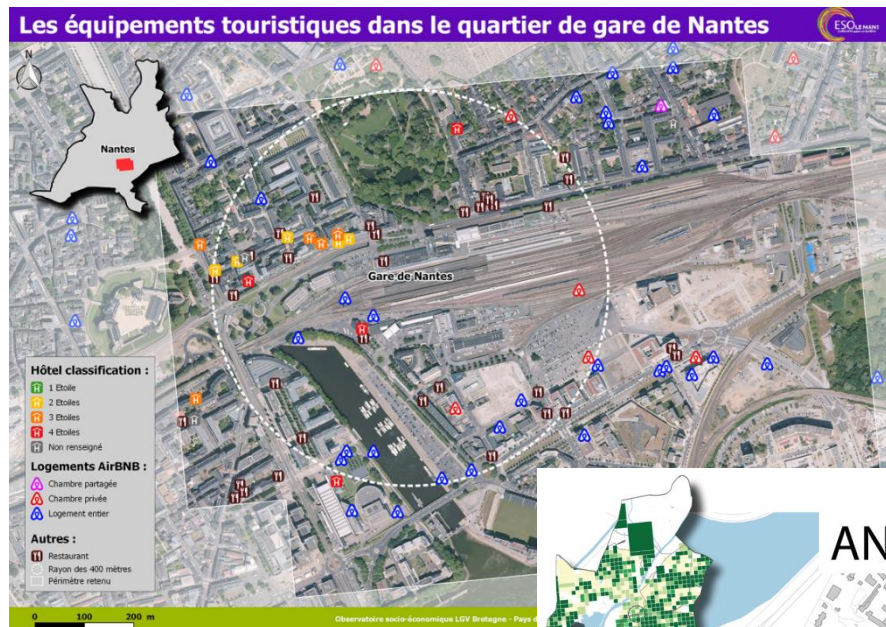 Les équipements touristiques dans le quartier de gare de Nantes
ESO LE MANS
N
Nantes
Gare de Nantes
Hôtel classification :
1 Etoile
2 Etoiles
3 Etoiles
4 Etoiles
Non renseigné
Logements AirBNB :
Chambre partagée
Chambre privée
Logement entier
Autres :
Restaurant
Rayon des 400 mètres
Périmètre retenu
0 100 200 m
Observatoire socio-économique LGV Bretagne - Pays d
AN